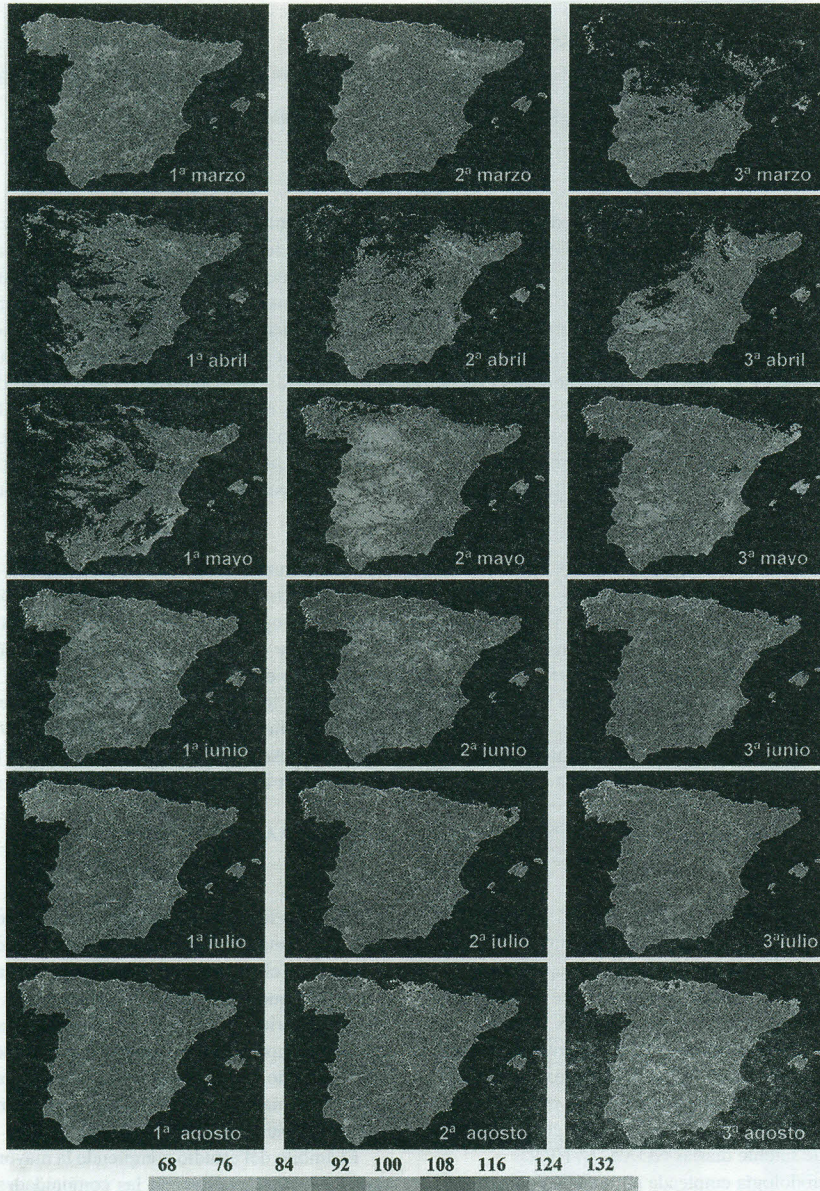 1ª marzo
2ª marzo
3ª marzo
1ª abril
2ª abril
3ª abril
1ª mayo
2ª mayo
3ª mayo
1ª junio
2ª junio
3ª junio
1ª julio
2ª julio
3ª julio
1ª agosto
2ª agosto
3ª agosto
68 76 84 92 100 108 116 124 132